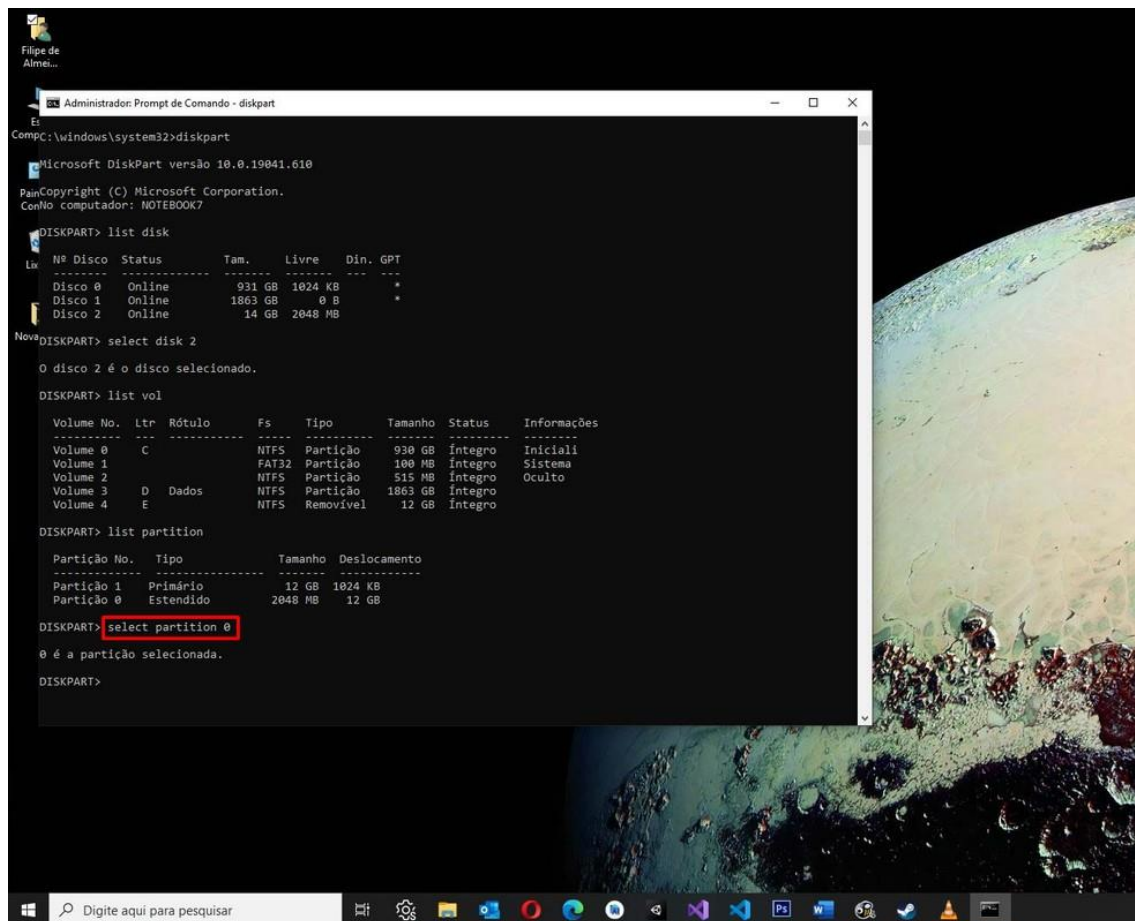 Filipe de
Almei...
Administrador: Prompt de Comando - diskpart
C:\windows\system32>diskpart
Microsoft DiskPart versão 10.0.19041.610
Copyright (C) Microsoft Corporation.
No computador: NOTEBOOK7
DISKPART> list disk
Nº Disco Status Tam. Livre Din. GPT
-------- ------------- ------- ------- --- ---
Disco 0 Online 931 GB 1024 KB *
Disco 1 Online 1863 GB 0 B *
Disco 2 Online 14 GB 2048 MB
DISKPART> select disk 2
O disco 2 é o disco selecionado.
DISKPART> list vol
Volume No. Ltr Rótulo Fs Tipo Tamanho Status Informações
---------- --- ----------- ----- ---------- ------- --------- --------
Volume 0 C NTFS Partição 930 GB Íntegro Iniciali
Volume 1 FAT32 Partição 100 MB Íntegro Sistema
Volume 2 NTFS Partição 515 MB Íntegro Oculto
Volume 3 D Dados NTFS Partição 1863 GB Íntegro
Volume 4 E NTFS Removível 12 GB Íntegro
DISKPART> list partition
Partição No. Tipo Tamanho Deslocamento
------------- ---------------- ------- -------------
Partição 1 Primário 12 GB 1024 KB
Partição 0 Estendido 2048 MB 12 GB
DISKPART> select partition 0
0 é a partição selecionada.
DISKPART>
Es
Comp
Pain
Con
Lix
Nova
Digite aqui para pesquisar
Ps